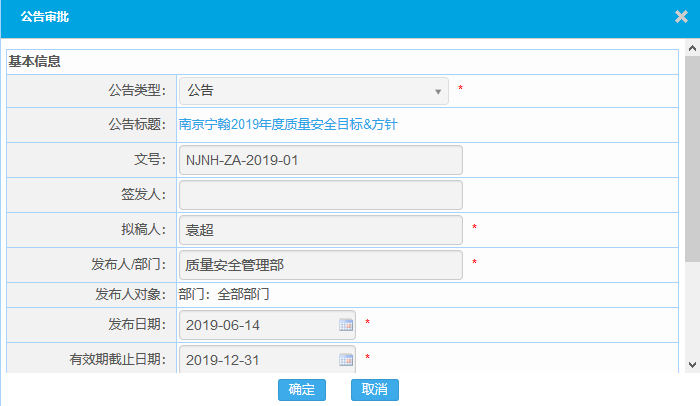 公告审批
基本信息
公告类型： 公告 *
公告标题： 南京宁翰2019年度质量安全目标&方针
文号： NJNH-ZA-2019-01
签发人：
拟稿人： 袁超 *
发布人/部门： 质量安全管理部 *
发布人对象： 部门：全部部门
发布日期： 2019-06-14 *
有效期截止日期： 2019-12-31 *
确定 取消